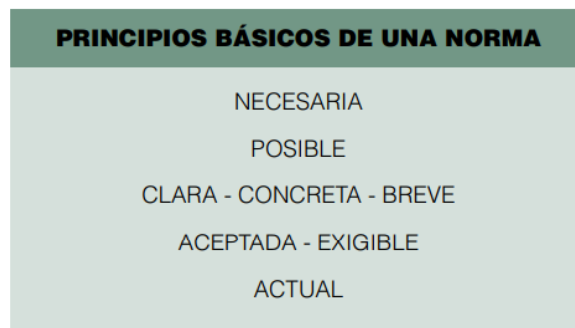 PRINCIPIOS BÁSICOS DE UNA NORMA
NECESARIA
POSIBLE
CLARA - CONCRETA - BREVE
ACEPTADA - EXIGIBLE
ACTUAL